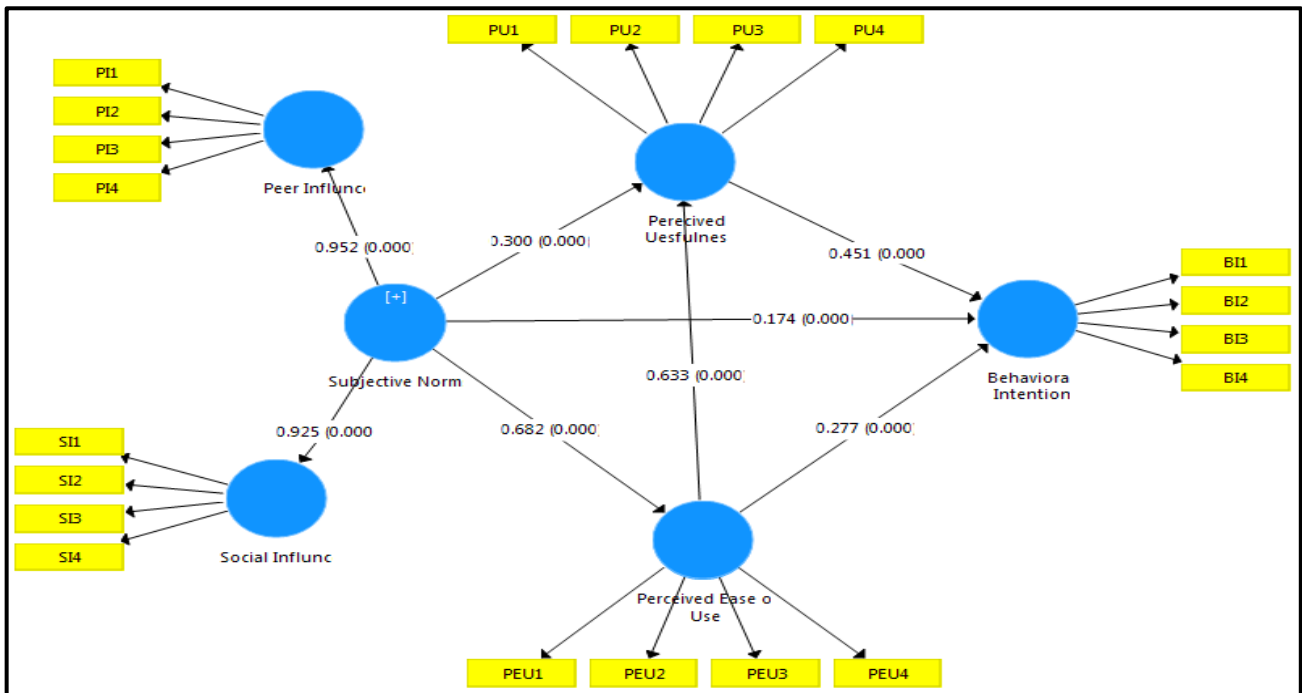 PU1
PU2
PU3
PU4
PI1
PI2
PI3
PI4
Peer Influnc
Perecived
Uesfulnes
0.952 (0.000)
0.300 (0.000)
0.451 (0.000
[+]
Subjective Norm
0.174 (0.000)
BI1
BI2
BI3
BI4
Behaviora
Intention
0.633 (0.000)
0.925 (0.000
0.682 (0.000)
0.277 (0.000)
SI1
SI2
SI3
SI4
Social Influnc
Perceived Ease o
Use
PEU1
PEU2
PEU3
PEU4